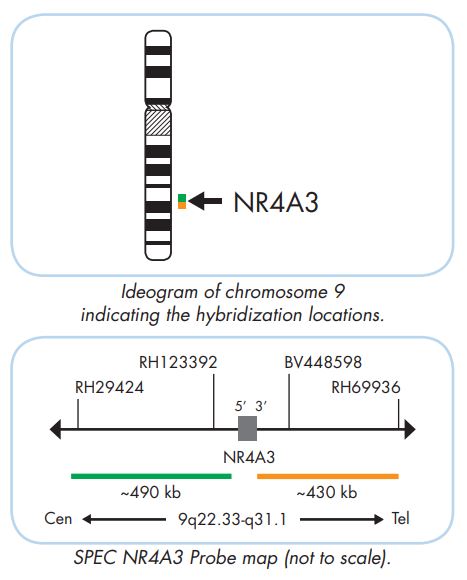 NR4A3
Ideogram of chromosome 9
indicating the hybridization locations.
RH123392 BV448598
RH29424 RH69936
5’ 3’
NR4A3
~490 kb ~430 kb
Cen 9q22.33-q31.1 Tel
SPEC NR4A3 Probe map (not to scale).